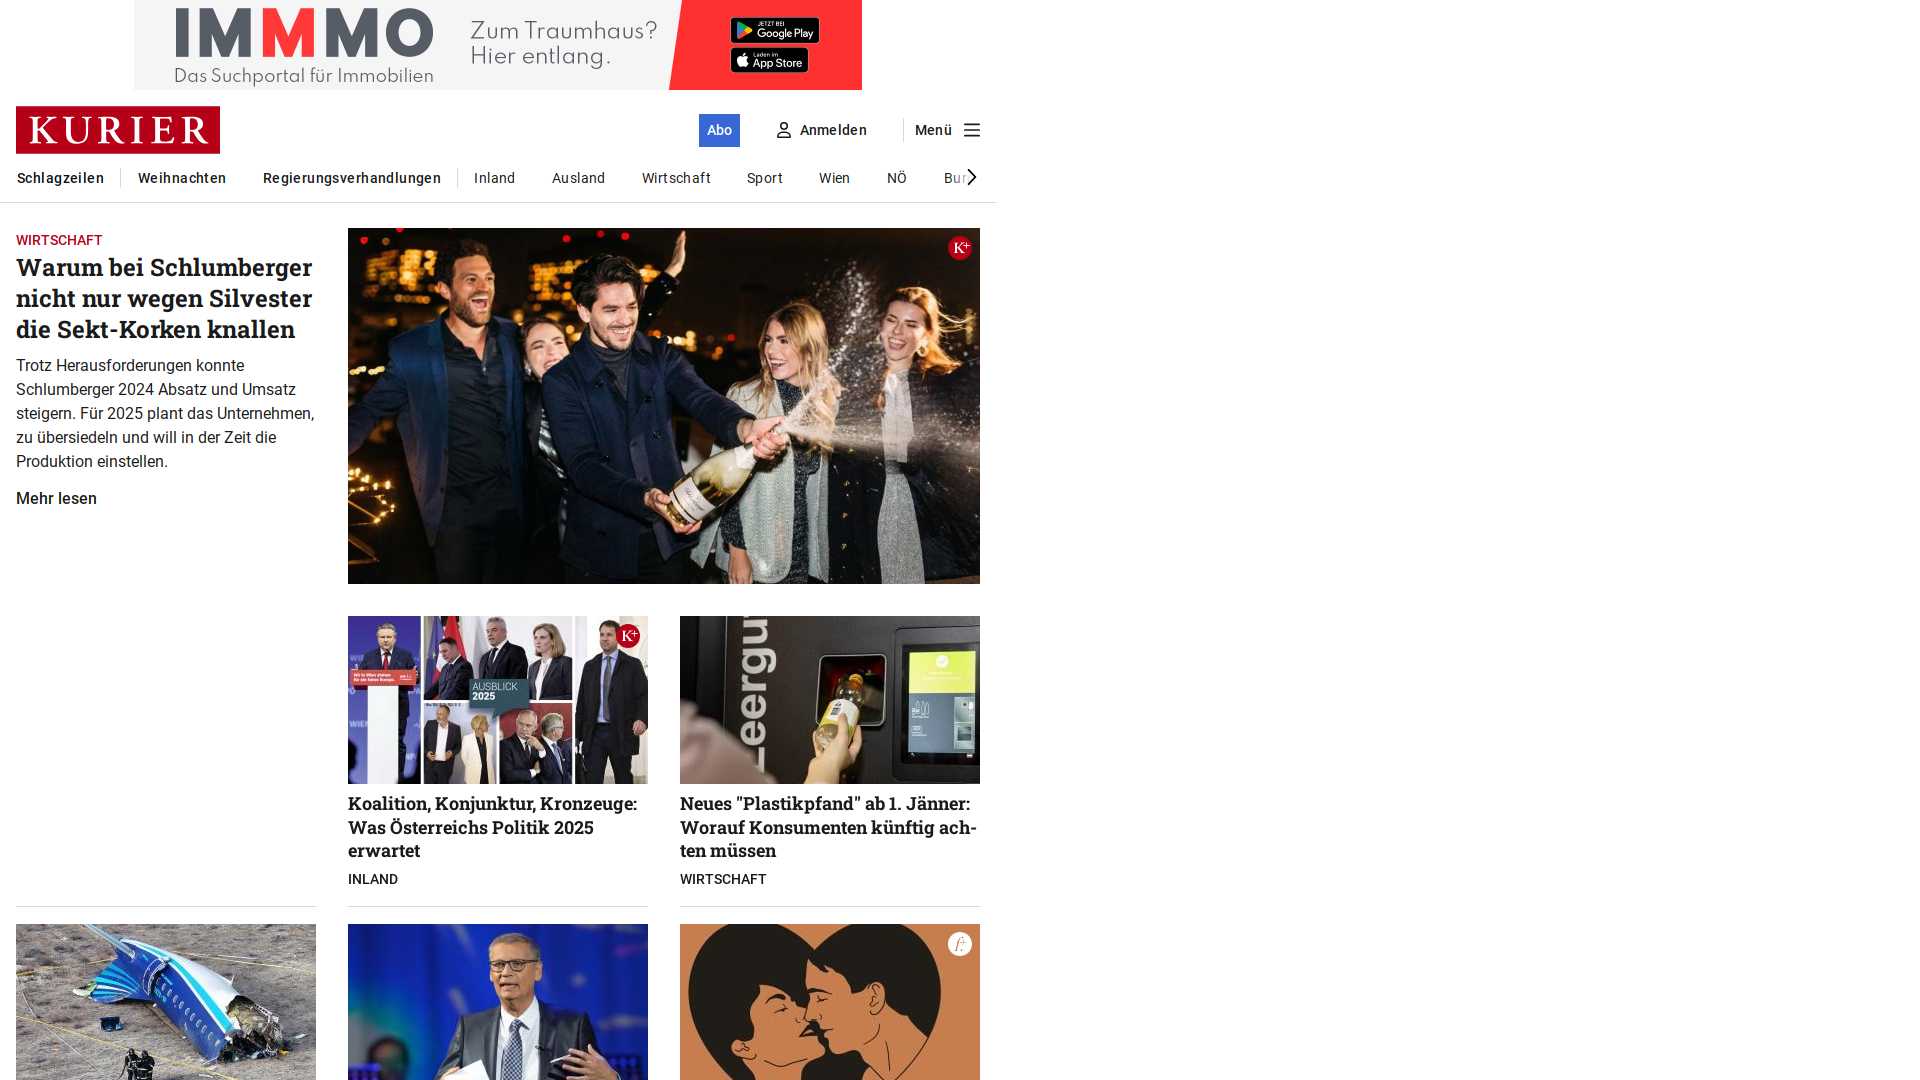 IMMMO
Das Suchportal für Immobilien
Zum Traumhaus?
Hier entlang.
JETZT BEI
Google Play
Laden im
App Store
KURIER
Abo
Anmelden
Menü
Schlagzeilen
Weihnachten
Regierungsverhandlungen
Inland
Ausland
Wirtschaft
Sport
Wien
NÖ
Bur
WIRTSCHAFT
Warum bei Schlumberger
nicht nur wegen Silvester
die Sekt-Korken knallen
Trotz Herausforderungen konnte
Schlumberger 2024 Absatz und Umsatz
steigern. Für 2025 plant das Unternehmen,
zu übersiedeln und will in der Zeit die
Produktion einstellen.
Mehr lesen
K+
K+
AUSBLICK
2025
Leergu
Koalition, Konjunktur, Kronzeuge:
Was Österreichs Politik 2025
erwartet
INLAND
Neues "Plastikpfand" ab 1. Jänner:
Worauf Konsumenten künftig ach-
ten müssen
WIRTSCHAFT
f+